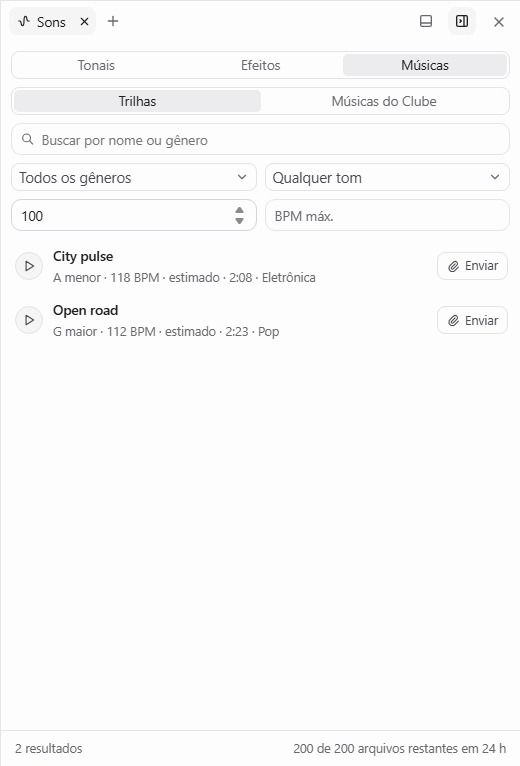 Sons
Tonais Efeitos Músicas
Trilhas Músicas do Clube
Buscar por nome ou gênero
Todos os gêneros Qualquer tom
100 BPM máx.
City pulse
A menor · 118 BPM · estimado · 2:08 · Eletrônica
Enviar
Open road
G maior · 112 BPM · estimado · 2:23 · Pop
Enviar
2 resultados 200 de 200 arquivos restantes em 24 h